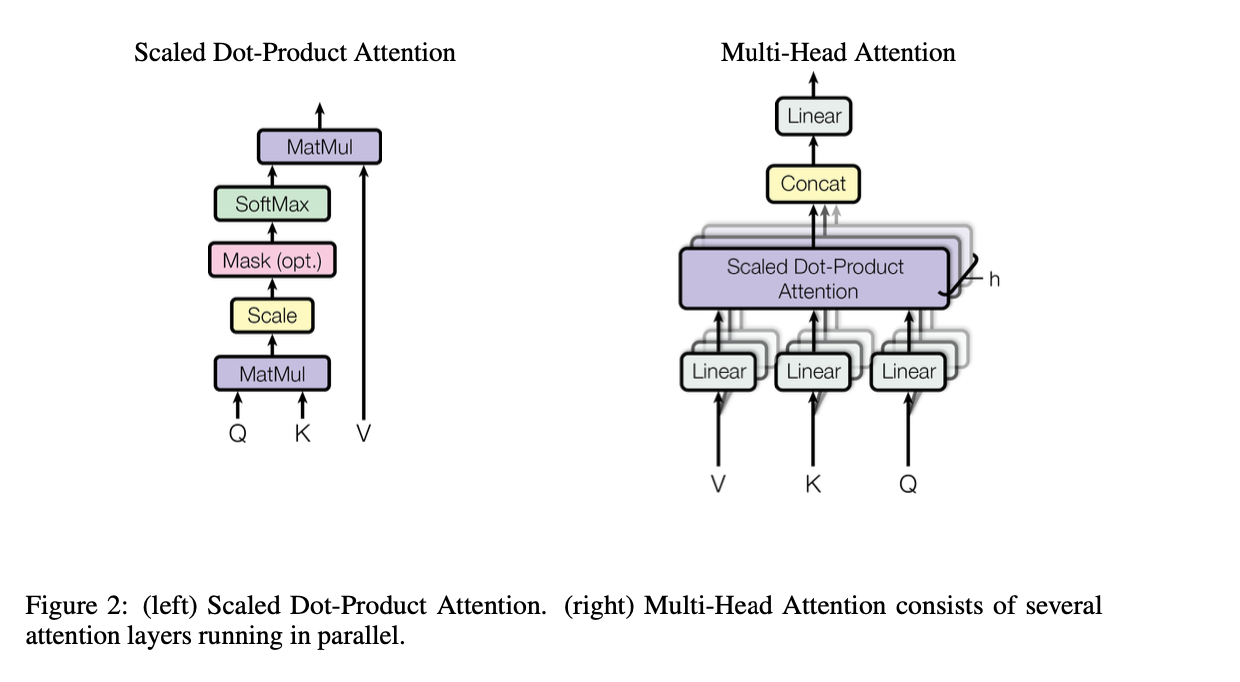 Scaled Dot-Product Attention
MatMul
SoftMax
Mask (opt.)
Scale
MatMul
Q K V
Multi-Head Attention
Linear
Concat
Scaled Dot-Product
Attention
h
Linear Linear Linear
V K Q
Figure 2: (left) Scaled Dot-Product Attention. (right) Multi-Head Attention consists of several
attention layers running in parallel.